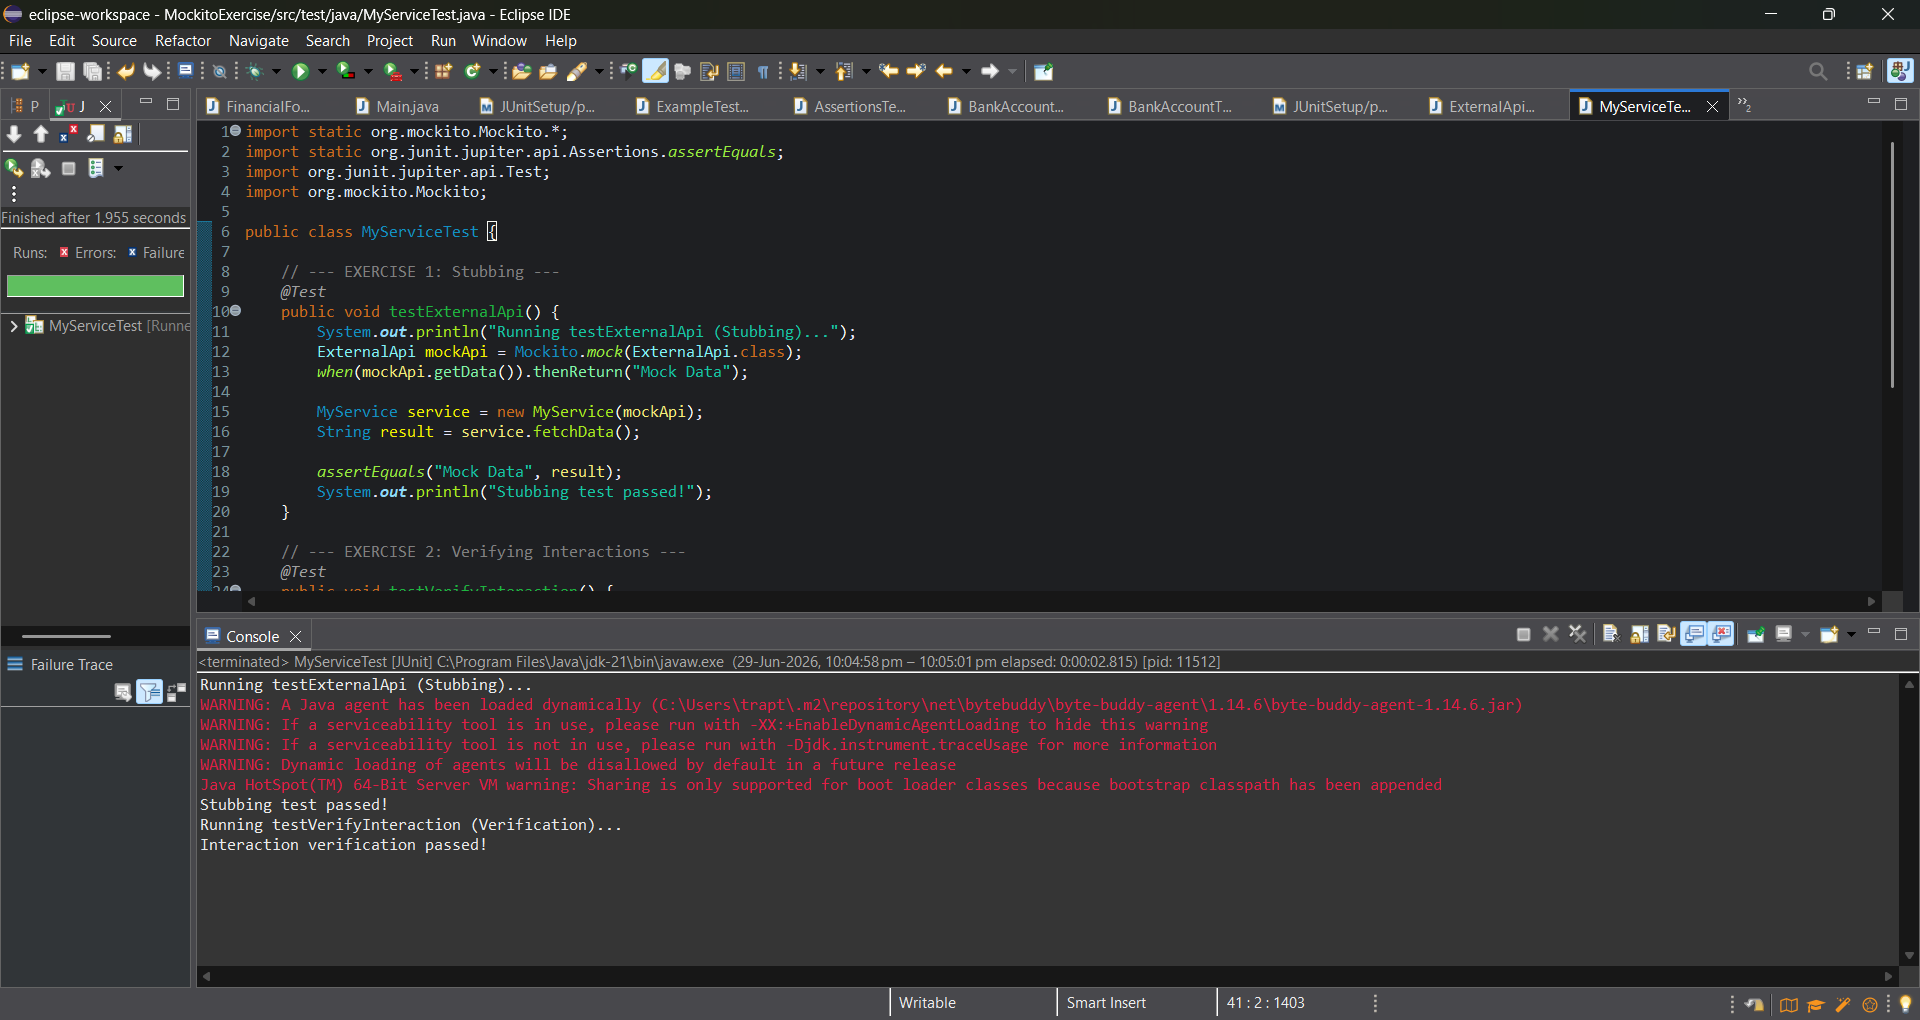 eclipse-workspace - MockitoExercise/src/test/java/MyServiceTest.java - Eclipse IDE
File Edit Source Refactor Navigate Search Project Run Window Help
P J
FinancialFo... Main.java JUnitSetup/p... ExampleTest... AssertionsTe... BankAccount... BankAccountT... JUnitSetup/p... ExternalApi... MyServiceTe... »2
Finished after 1.955 seconds
Runs: Errors: Failure
MyServiceTest [Runne
1 import static org.mockito.Mockito.*;
2 import static org.junit.jupiter.api.Assertions.assertEquals;
3 import org.junit.jupiter.api.Test;
4 import org.mockito.Mockito;
5
6 public class MyServiceTest {
7
8 // --- EXERCISE 1: Stubbing ---
9 @Test
10 public void testExternalApi() {
11 System.out.println("Running testExternalApi (Stubbing)...");
12 ExternalApi mockApi = Mockito.mock(ExternalApi.class);
13 when(mockApi.getData()).thenReturn("Mock Data");
14
15 MyService service = new MyService(mockApi);
16 String result = service.fetchData();
17
18 assertEquals("Mock Data", result);
19 System.out.println("Stubbing test passed!");
20 }
21
22 // --- EXERCISE 2: Verifying Interactions ---
23 @Test
24 public void testVerifyInteraction() {
Failure Trace
Console
<terminated> MyServiceTest [JUnit] C:\Program Files\Java\jdk-21\bin\javaw.exe (29-Jun-2026, 10:04:58 pm – 10:05:01 pm elapsed: 0:00:02.815) [pid: 11512]
Running testExternalApi (Stubbing)...
WARNING: A Java agent has been loaded dynamically (C:\Users\trapt\.m2\repository\net\bytebuddy\byte-buddy-agent\1.14.6\byte-buddy-agent-1.14.6.jar)
WARNING: If a serviceability tool is in use, please run with -XX:+EnableDynamicAgentLoading to hide this warning
WARNING: If a serviceability tool is not in use, please run with -Djdk.instrument.traceUsage for more information
WARNING: Dynamic loading of agents will be disallowed by default in a future release
Java HotSpot(TM) 64-Bit Server VM warning: Sharing is only supported for boot loader classes because bootstrap classpath has been appended
Stubbing test passed!
Running testVerifyInteraction (Verification)...
Interaction verification passed!
Writable Smart Insert 41 : 2 : 1403